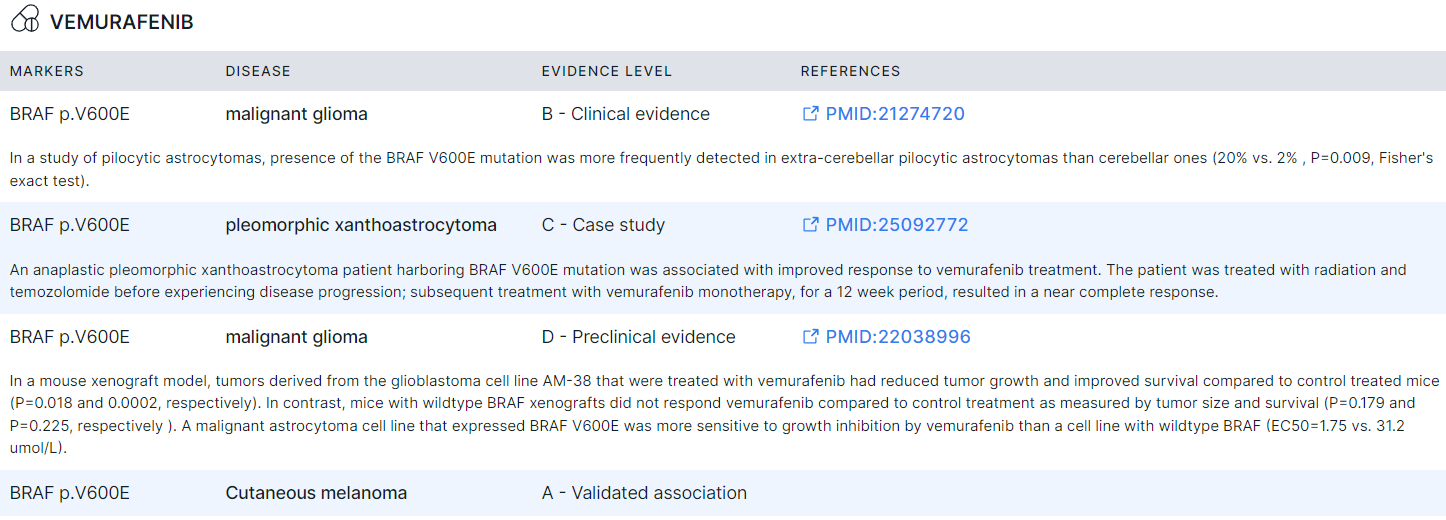 VEMURAFENIB
MARKERS DISEASE EVIDENCE LEVEL REFERENCES
BRAF p.V600E malignant glioma B - Clinical evidence PMID:21274720
In a study of pilocytic astrocytomas, presence of the BRAF V600E mutation was more frequently detected in extra-cerebellar pilocytic astrocytomas than cerebellar ones (20% vs. 2% , P=0.009, Fisher's
exact test).
BRAF p.V600E pleomorphic xanthoastrocytoma C - Case study PMID:25092772
An anaplastic pleomorphic xanthoastrocytoma patient harboring BRAF V600E mutation was associated with improved response to vemurafenib treatment. The patient was treated with radiation and
temozolomide before experiencing disease progression; subsequent treatment with vemurafenib monotherapy, for a 12 week period, resulted in a near complete response.
BRAF p.V600E malignant glioma D - Preclinical evidence PMID:22038996
In a mouse xenograft model, tumors derived from the glioblastoma cell line AM-38 that were treated with vemurafenib had reduced tumor growth and improved survival compared to control treated mice
(P=0.018 and 0.0002, respectively). In contrast, mice with wildtype BRAF xenografts did not respond vemurafenib compared to control treatment as measured by tumor size and survival (P=0.179 and
P=0.225, respectively ). A malignant astrocytoma cell line that expressed BRAF V600E was more sensitive to growth inhibition by vemurafenib than a cell line with wildtype BRAF (EC50=1.75 vs. 31.2
umol/L).
BRAF p.V600E Cutaneous melanoma A - Validated association